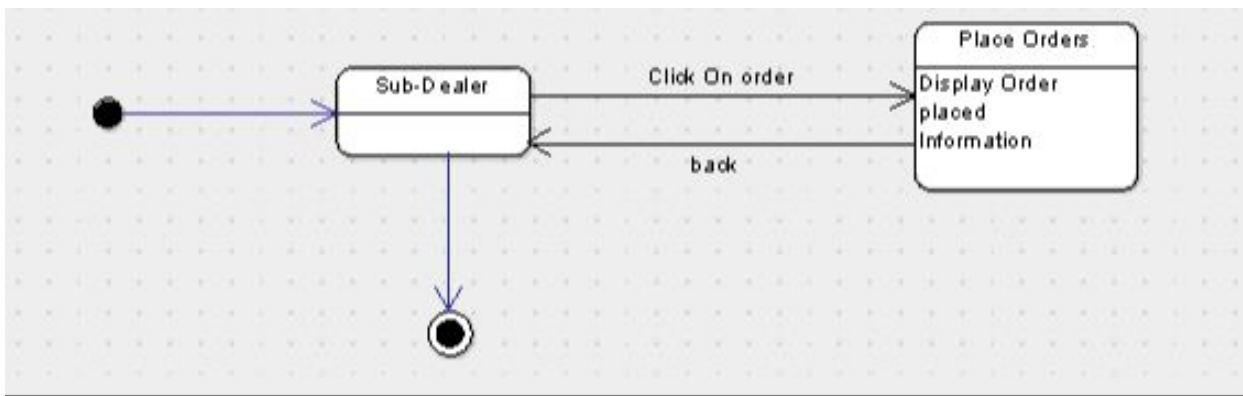 Place Orders
Sub-Dealer
Click On order
Display Order
placed
Information
back